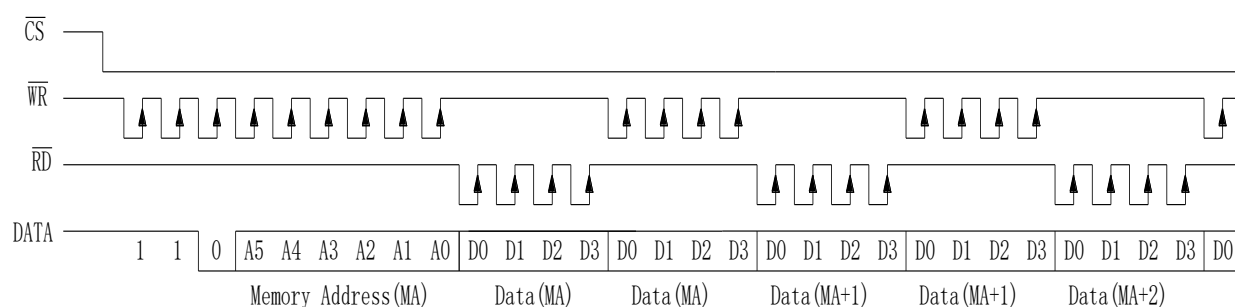 CS
WR
RD
DATA 1 1 0 A5 A4 A3 A2 A1 A0 D0 D1 D2 D3 D0 D1 D2 D3 D0 D1 D2 D3 D0 D1 D2 D3 D0 D1 D2 D3 D0
Memory Address(MA) Data(MA) Data(MA) Data(MA+1) Data(MA+1) Data(MA+2)